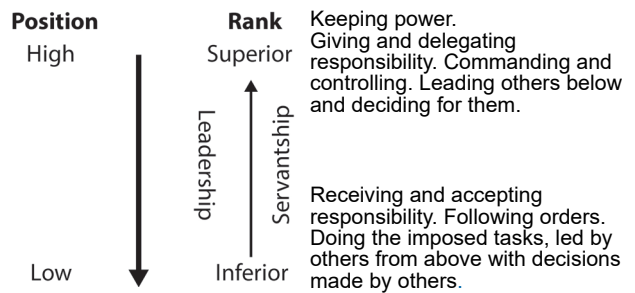 Position
Rank
High
Superior
Keeping power.
Giving and delegating
responsibility. Commanding and
controlling. Leading others below
and deciding for them.
Leadership
Servantship
Receiving and accepting
responsibility. Following orders.
Doing the imposed tasks, led by
others from above with decisions
made by others.
Low
Inferior